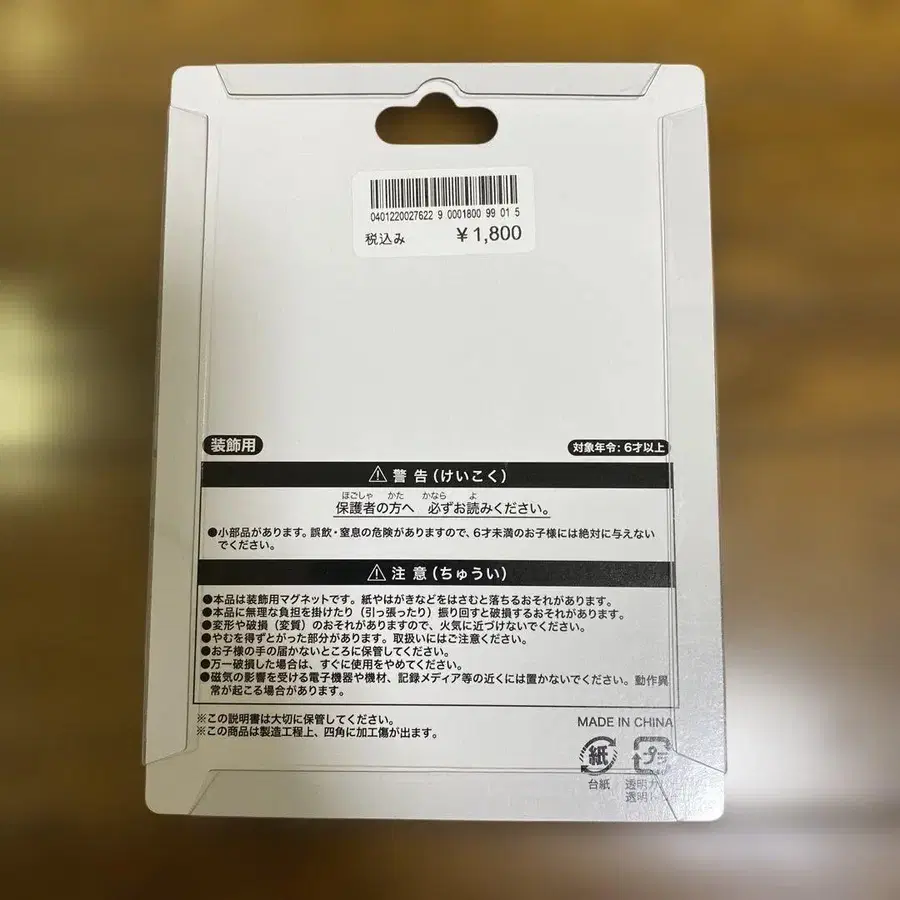 0401220027622 9 0001800 99 01 5
税込み ￥1,800
装飾用 対象年令:6才以上
⚠警告(けいこく)
ほごしゃ かた かなら よ
保護者の方へ 必ずお読みください。
●小部品があります。誤飲・窒息の危険がありますので、6才未満のお子様には絶対に与えない
でください。
⚠注意(ちゅうい)
●本品は装飾用マグネットです。紙やはがきなどをはさむと落ちるおそれがあります。
●本品に無理な負担を掛けたり(引っ張ったり)振り回すと破損するおそれがあります。
●変形や破損(変質)のおそれがありますので、火気に近づけないでください。
●やむを得ずとがった部分があります。取扱いにはご注意ください。
●お子様の手の届かないところに保管してください。
●万一破損した場合は、すぐに使用をやめてください。
●磁気の影響を受ける電子機器や機材、記録メディア等の近くには置かないでください。動作異
常が起こる場合があります。
※この説明書は大切に保管してください。
※この商品は製造工程上、四角に加工傷が出ます。
MADE IN CHINA
紙 プラ
台紙 透明
透明